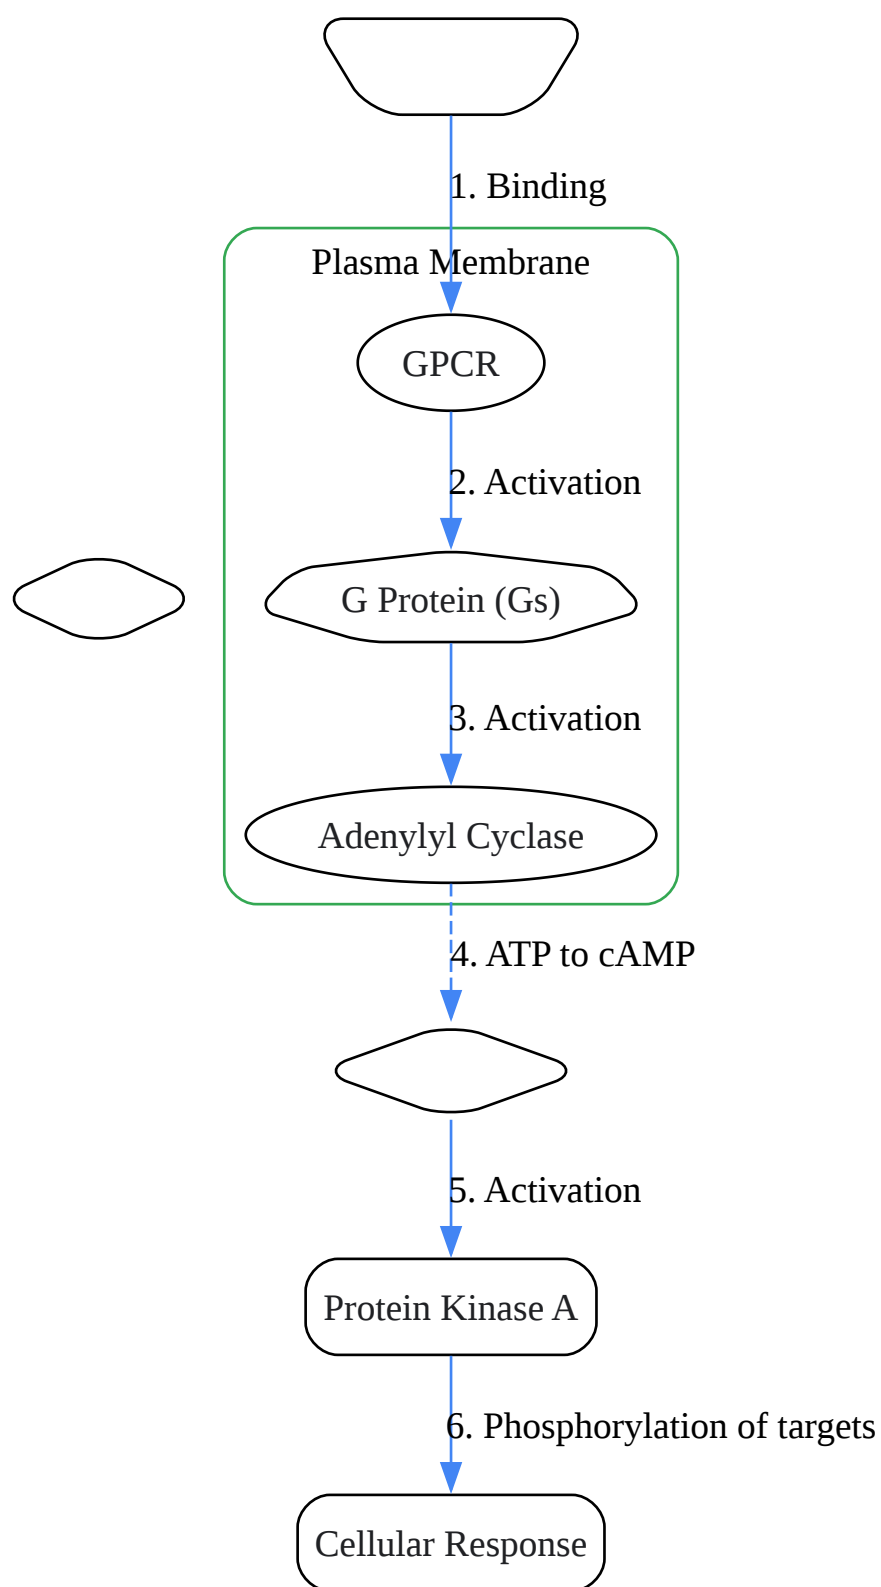 1. Binding
Plasma Membrane
GPCR
2. Activation
G Protein (Gs)
3. Activation
Adenylyl Cyclase
4. ATP to cAMP
5. Activation
Protein Kinase A
6. Phosphorylation of targets
Cellular Response